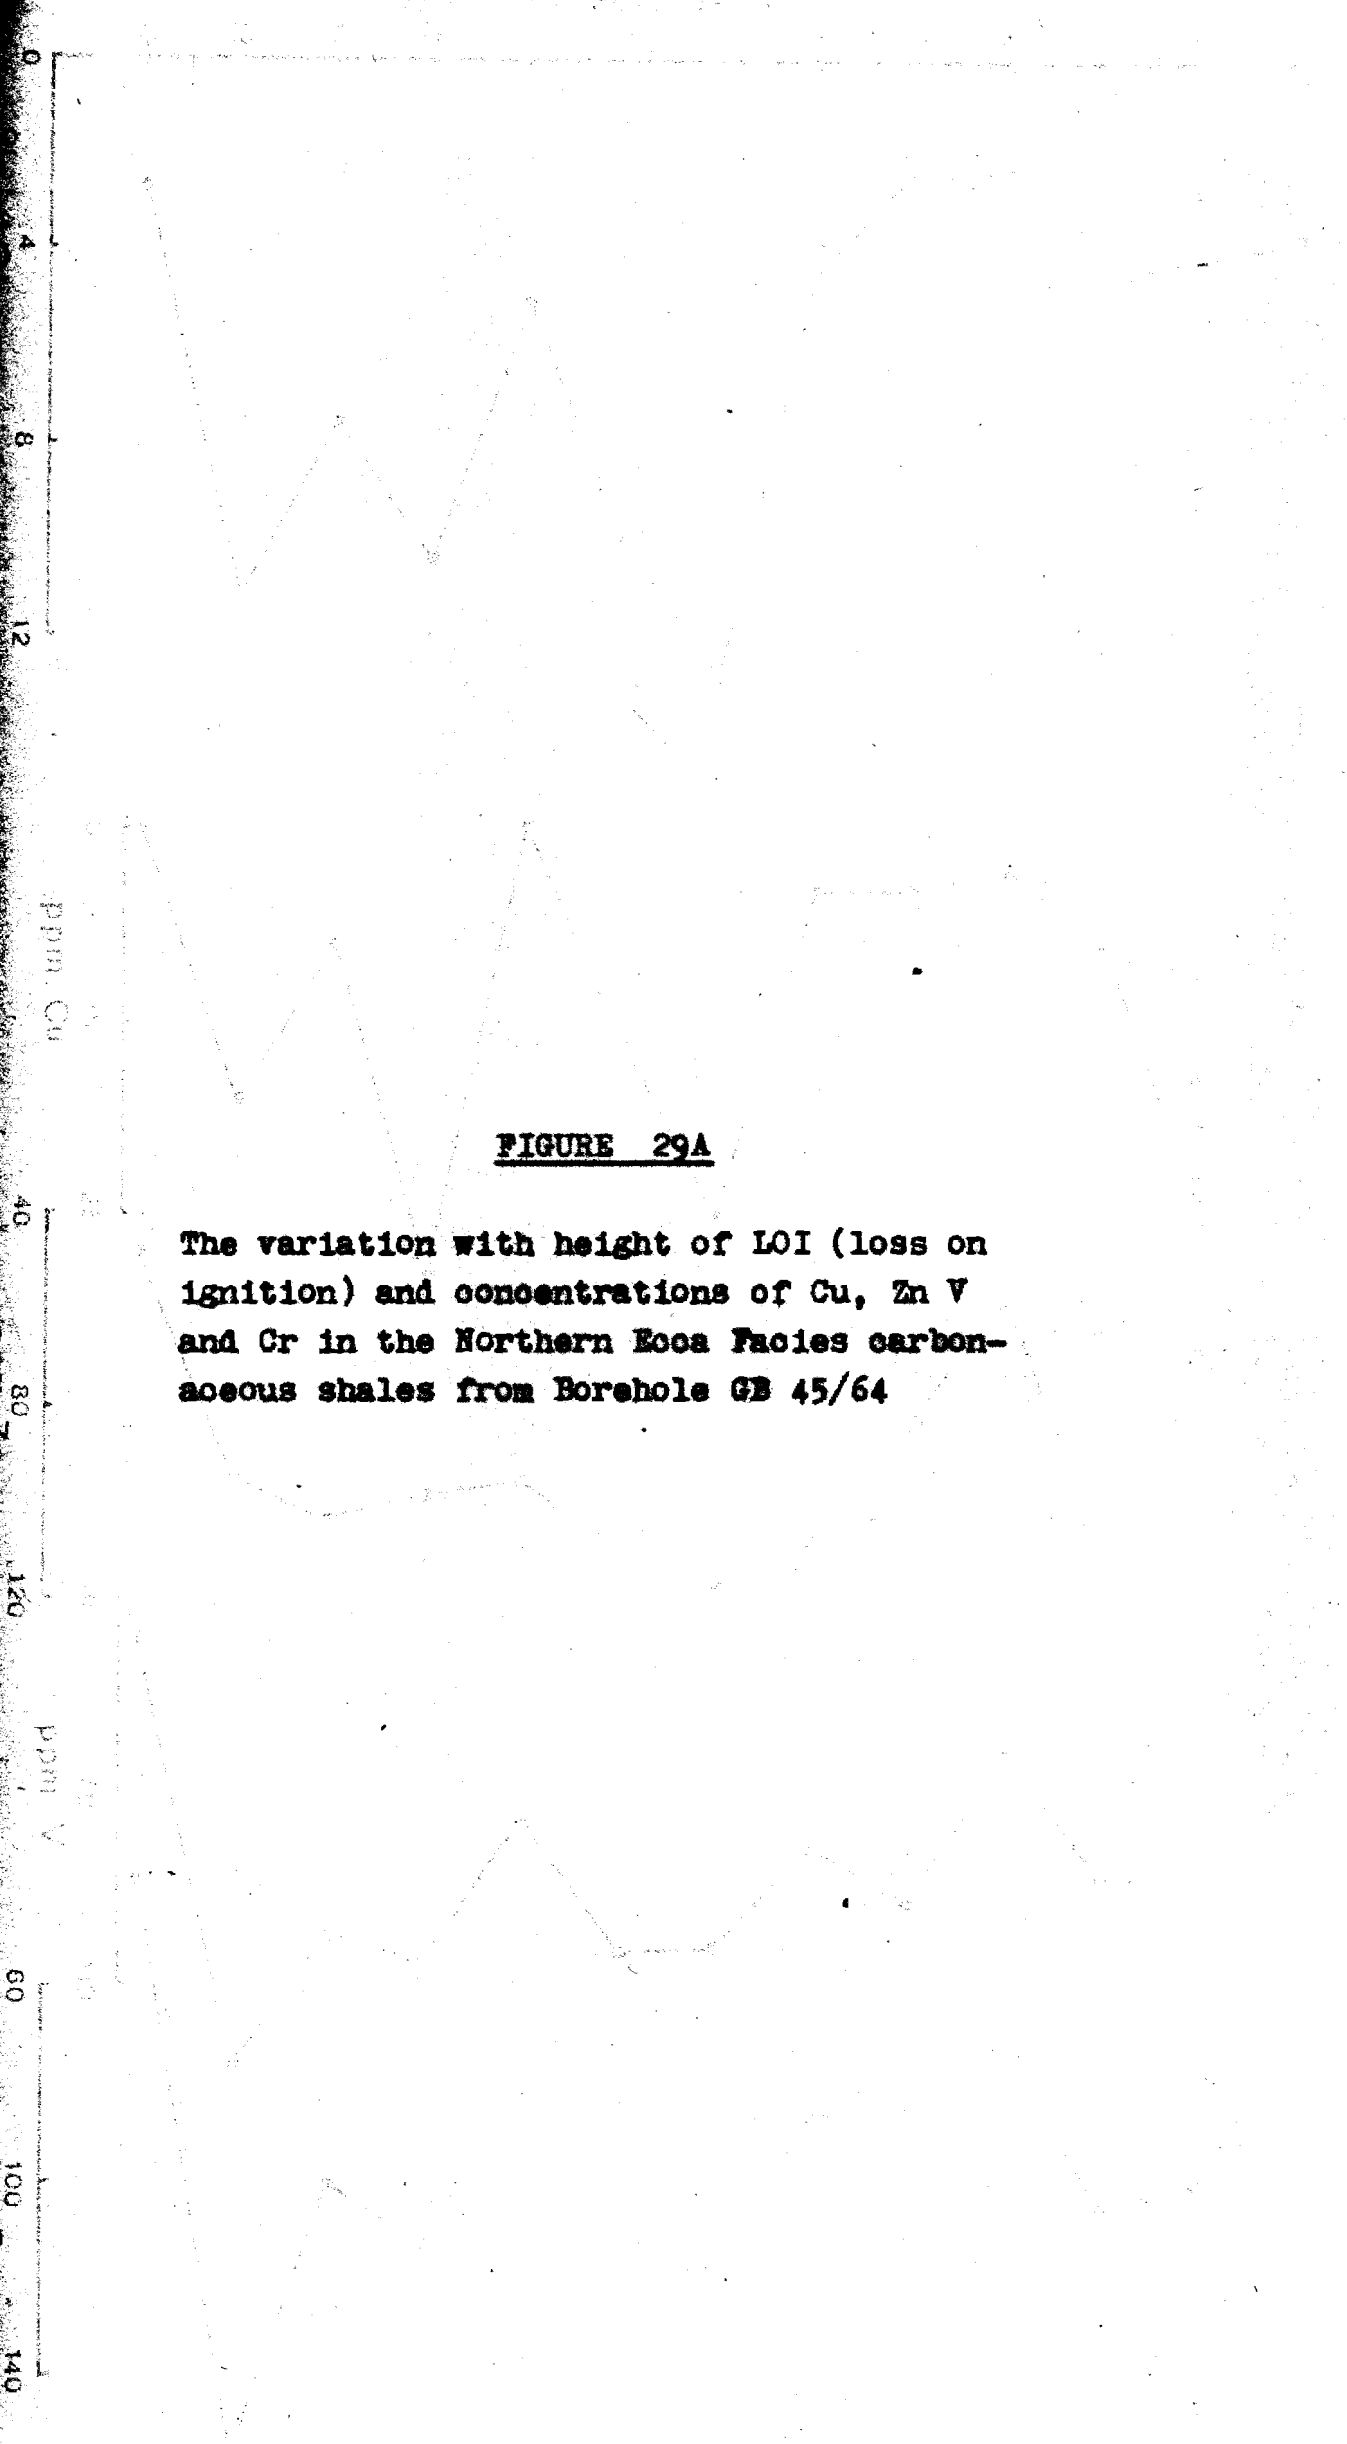 0
4
8
12
ppm Cu
40
80
120
ppm V
60
100
140
FIGURE 29A
The variation with height of LOI (loss on
ignition) and concentrations of Cu, Zn V
and Cr in the Northern Ecca Facies carbon-
aceous shales from Borehole GB 45/64